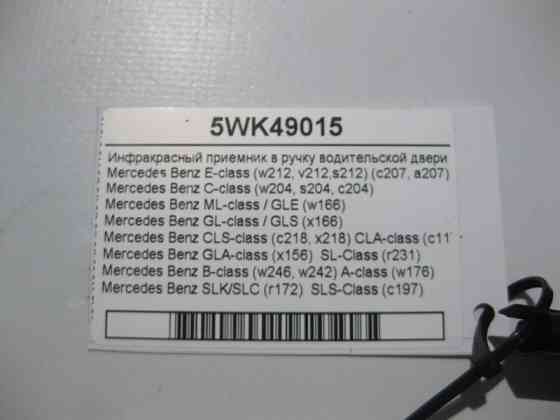 5WK49015
Инфракрасный приемник в ручку водительской двери
Mercedes Benz E-class (w212, v212,s212) (c207, a207)
Mercedes Benz C-class (w204, s204, c204)
Mercedes Benz ML-class / GLE (w166)
Mercedes Benz GL-class / GLS (x166)
Mercedes Benz CLS-class (c218, x218) CLA-class (c11
Mercedes Benz GLA-class (x156) SL-Class (r231)
Mercedes Benz B-class (w246, w242) A-class (w176)
Mercedes Benz SLK/SLC (r172) SLS-Class (c197)